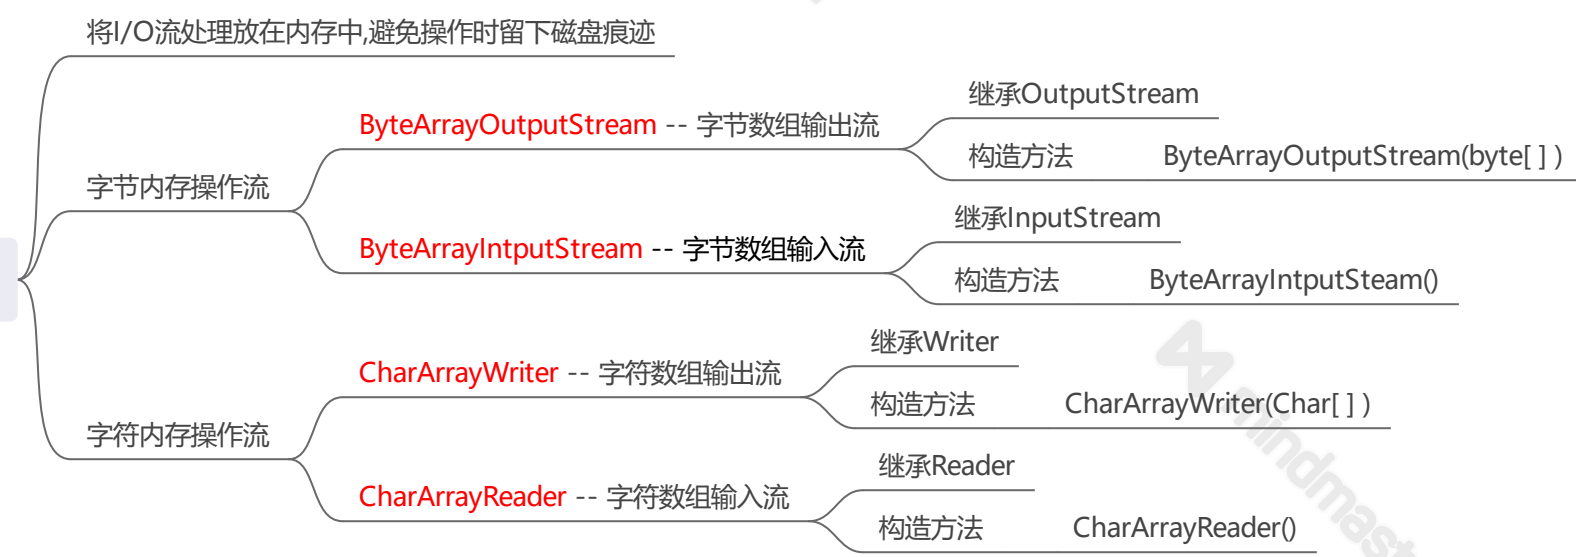 将I/O流处理放在内存中,避免操作时留下磁盘痕迹
字节内存操作流
ByteArrayOutputStream -- 字节数组输出流
继承OutputStream
构造方法 ByteArrayOutputStream(byte[ ] )
ByteArrayIntputStream -- 字节数组输入流
继承InputStream
构造方法 ByteArrayIntputSteam()
字符内存操作流
CharArrayWriter -- 字符数组输出流
继承Writer
构造方法 CharArrayWriter(Char[ ] )
CharArrayReader -- 字符数组输入流
继承Reader
构造方法 CharArrayReader()
mindmast